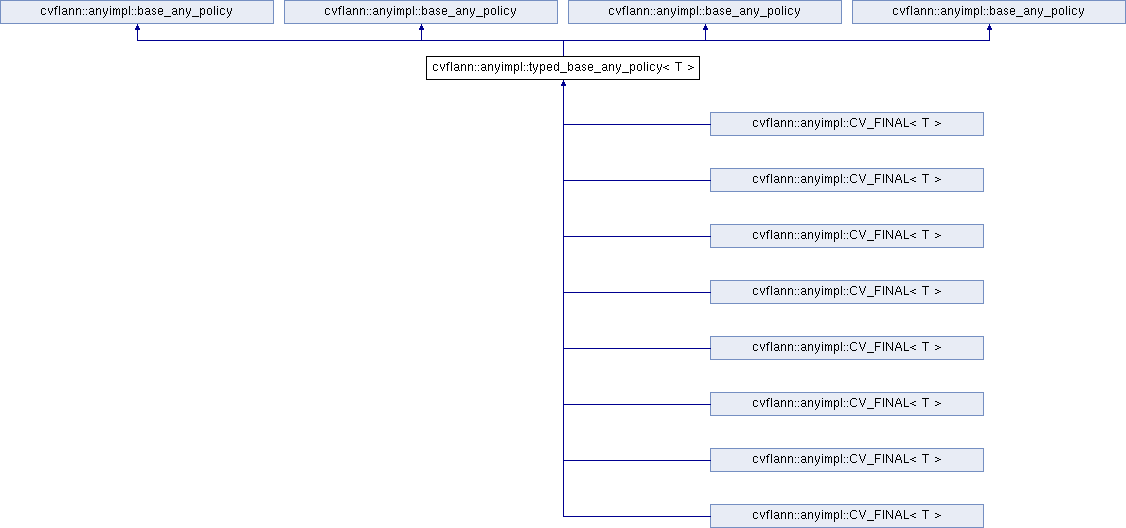 cvflann::anyimpl::base_any_policy
cvflann::anyimpl::base_any_policy
cvflann::anyimpl::base_any_policy
cvflann::anyimpl::base_any_policy
cvflann::anyimpl::typed_base_any_policy< T >
cvflann::anyimpl::CV_FINAL< T >
cvflann::anyimpl::CV_FINAL< T >
cvflann::anyimpl::CV_FINAL< T >
cvflann::anyimpl::CV_FINAL< T >
cvflann::anyimpl::CV_FINAL< T >
cvflann::anyimpl::CV_FINAL< T >
cvflann::anyimpl::CV_FINAL< T >
cvflann::anyimpl::CV_FINAL< T >